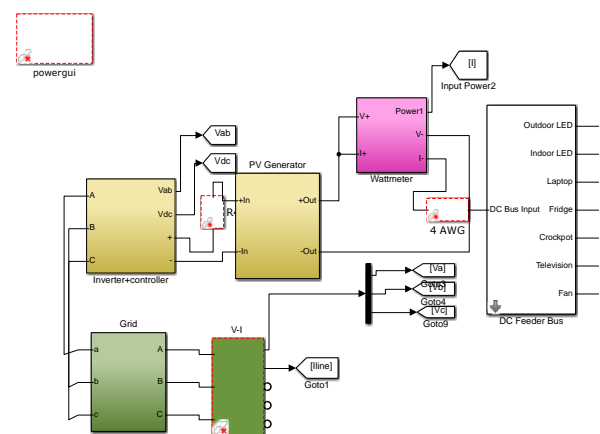 powergui
[I]
Input Power2
Power1
V+
V-
I+
I-
Wattmeter
Vab
Vdc
PV Generator
+In
+Out
-In
-Out
R
4 AWG
Vab
Vdc
+
-
A
B
C
Inverter+controller
Outdoor LED
Indoor LED
Laptop
DC Bus Input
Fridge
Crockpot
Television
Fan
DC Feeder Bus
[Va]
Goto3
[Vb]
Goto4
[Vc]
Goto9
Grid
a
A
b
B
c
C
V-I
[Iline]
Goto1